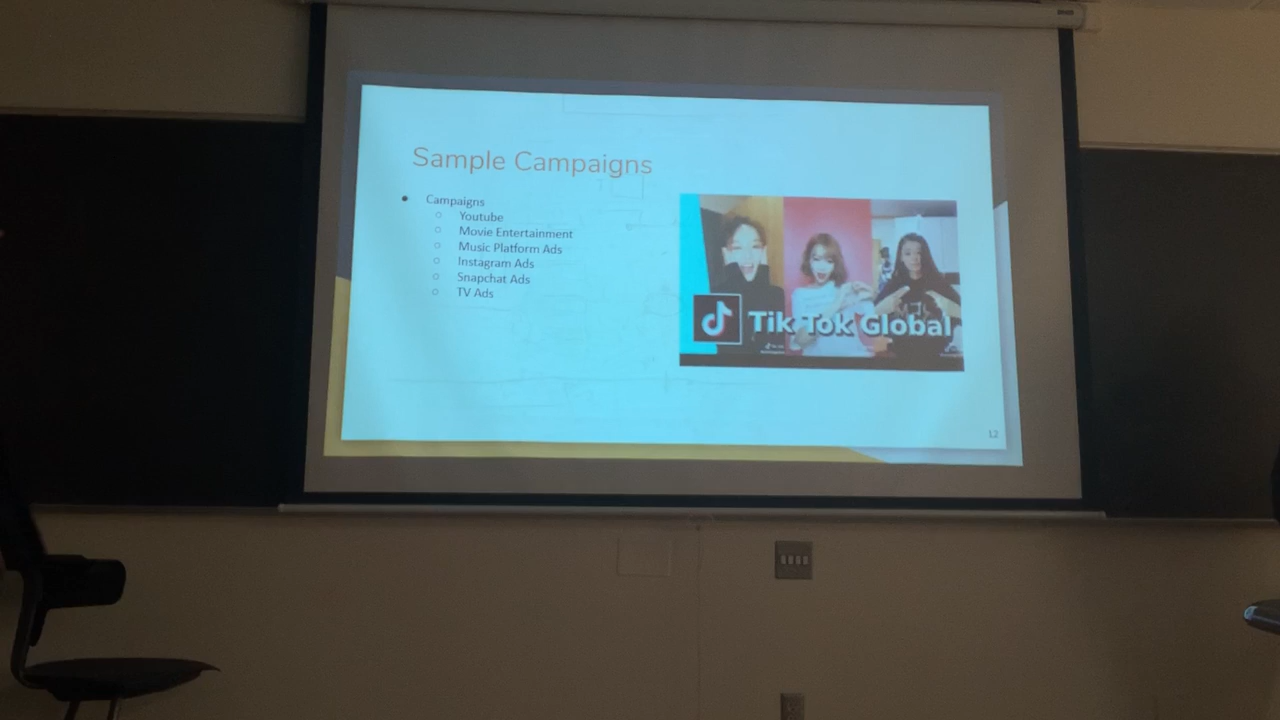 Sample Campaigns
Campaigns
Youtube
Movie Entertainment
Music Platform Ads
Instagram Ads
Snapchat Ads
TV Ads
Tik Tok Global
12